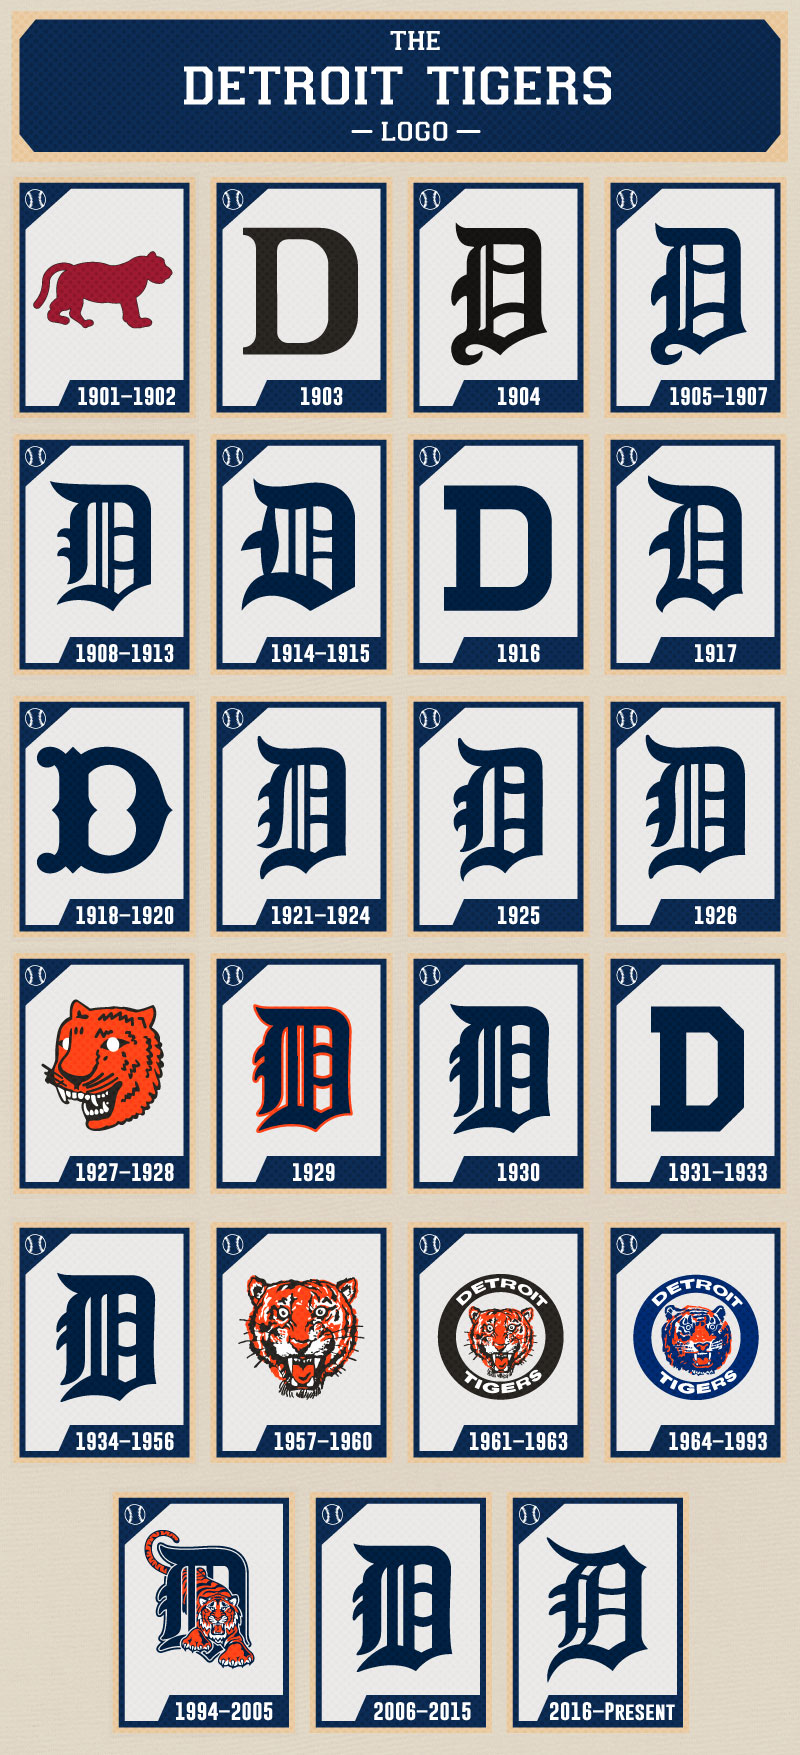 THE
DETROIT TIGERS
— LOGO —
D D D
1901–1902 1903 1904 1905–1907
D D D D
1908–1913 1914–1915 1916 1917
D D D D
1918–1920 1921–1924 1925 1926
D D D
1927–1928 1929 1930 1931–1933
D
DETROIT DETROIT
TIGERS TIGERS
1934–1956 1957–1960 1961–1963 1964–1993
D D D
1994–2005 2006–2015 2016–PRESENT